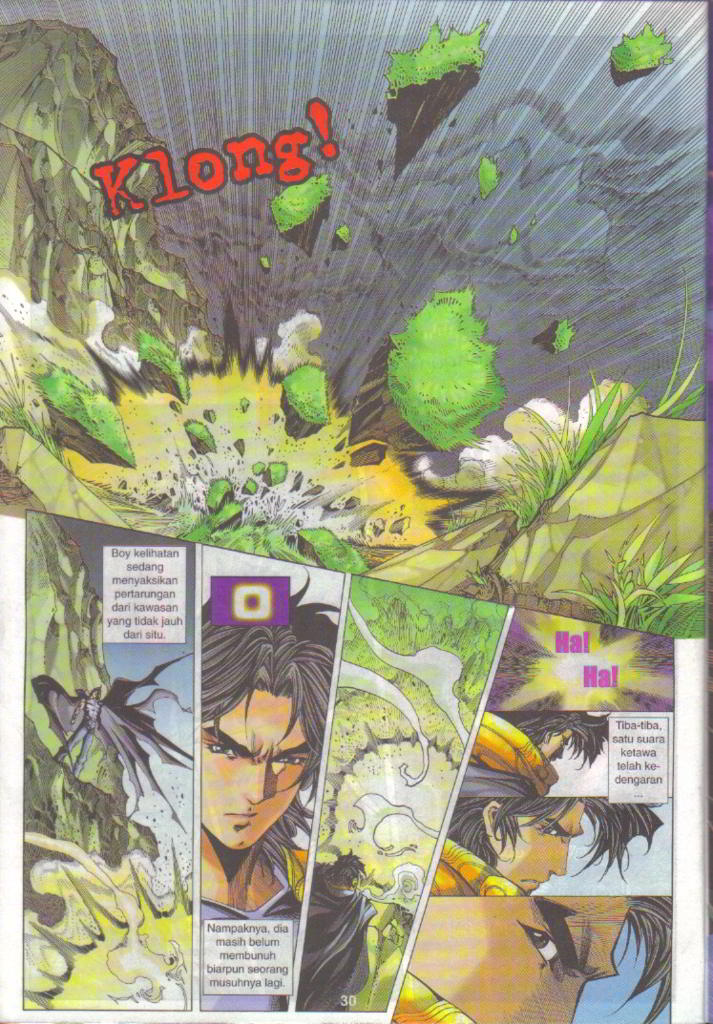 Klong!
Boy kelihatan
sedang
menyaksikan
pertarungan
dari kawasan
yang tidak jauh
dari situ.
O
Nampaknya, dia
masih belum
membunuh
biarpun seorang
musuhnya lagi.
Ha!
Ha!
Tiba-tiba,
satu suara
ketawa
telah ke-
dengaran
...
30